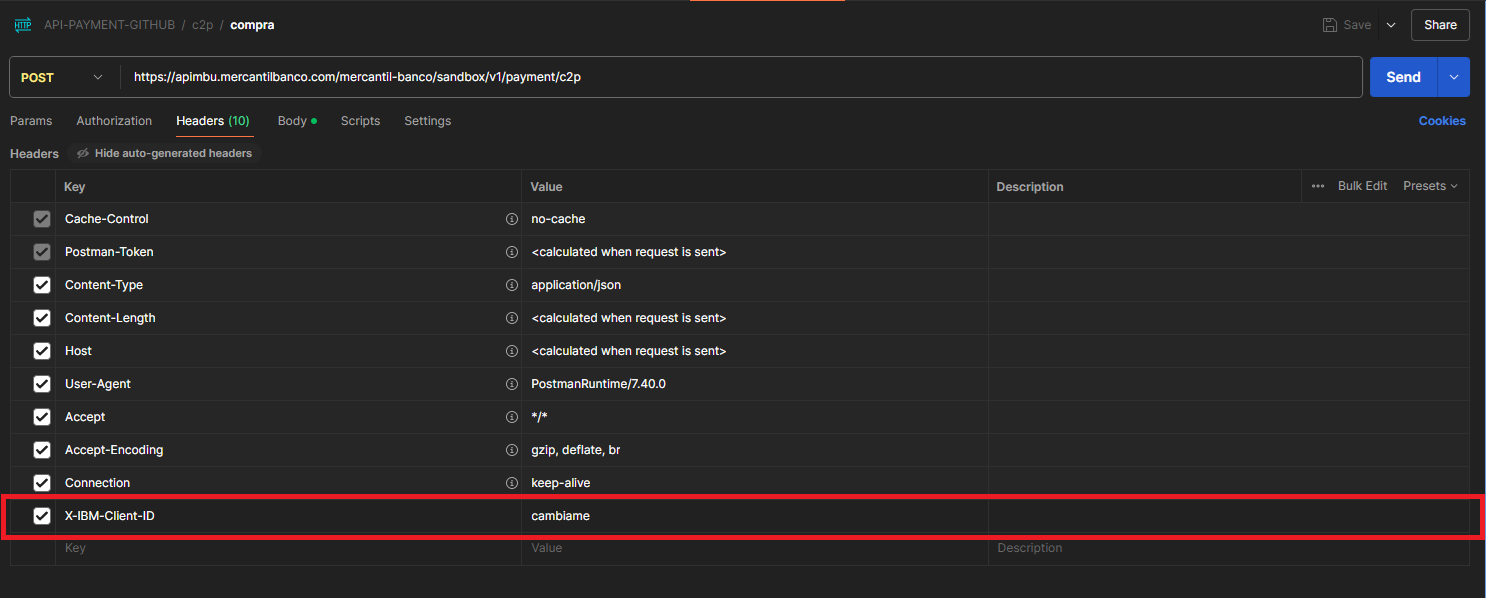 HTTP API-PAYMENT-GITHUB / c2p / compra Save Share
POST https://apimbu.mercantilbanco.com/mercantil-banco/sandbox/v1/payment/c2p Send
Params Authorization Headers (10) Body Scripts Settings Cookies
Headers Hide auto-generated headers
Key Value Description ••• Bulk Edit Presets
Cache-Control no-cache
Postman-Token <calculated when request is sent>
Content-Type application/json
Content-Length <calculated when request is sent>
Host <calculated when request is sent>
User-Agent PostmanRuntime/7.40.0
Accept */*
Accept-Encoding gzip, deflate, br
Connection keep-alive
X-IBM-Client-ID cambiame
Key Value Description